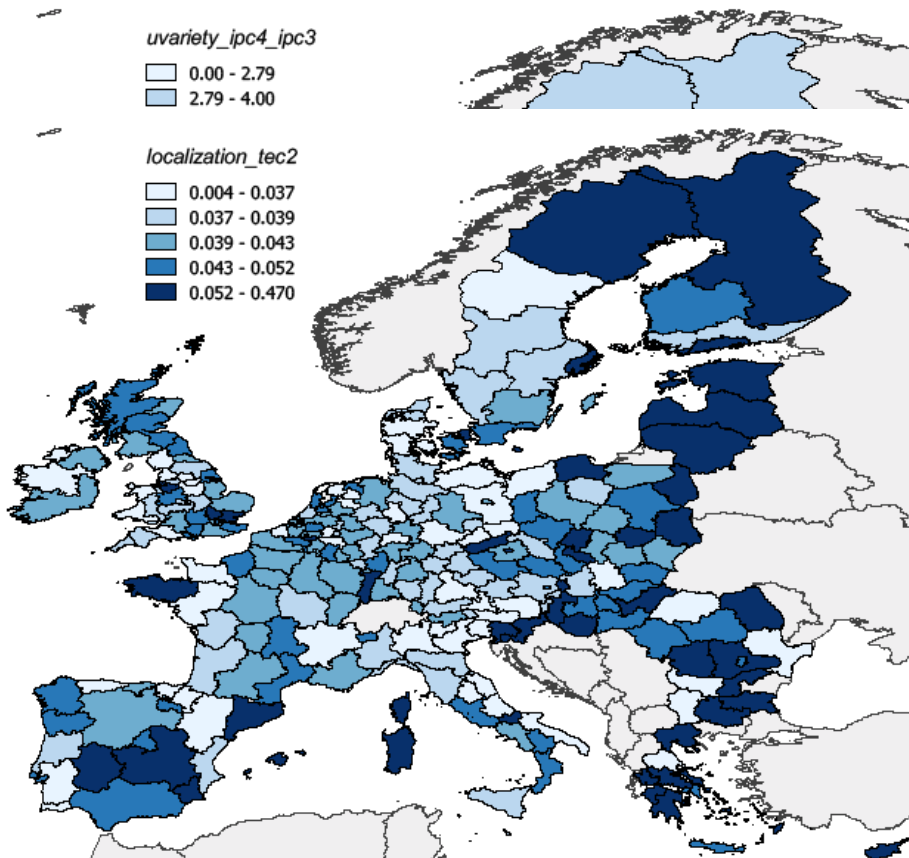 uvariety_ipc4_ipc3
0.00 - 2.79
2.79 - 4.00
localization_tec2
0.004 - 0.037
0.037 - 0.039
0.039 - 0.043
0.043 - 0.052
0.052 - 0.470